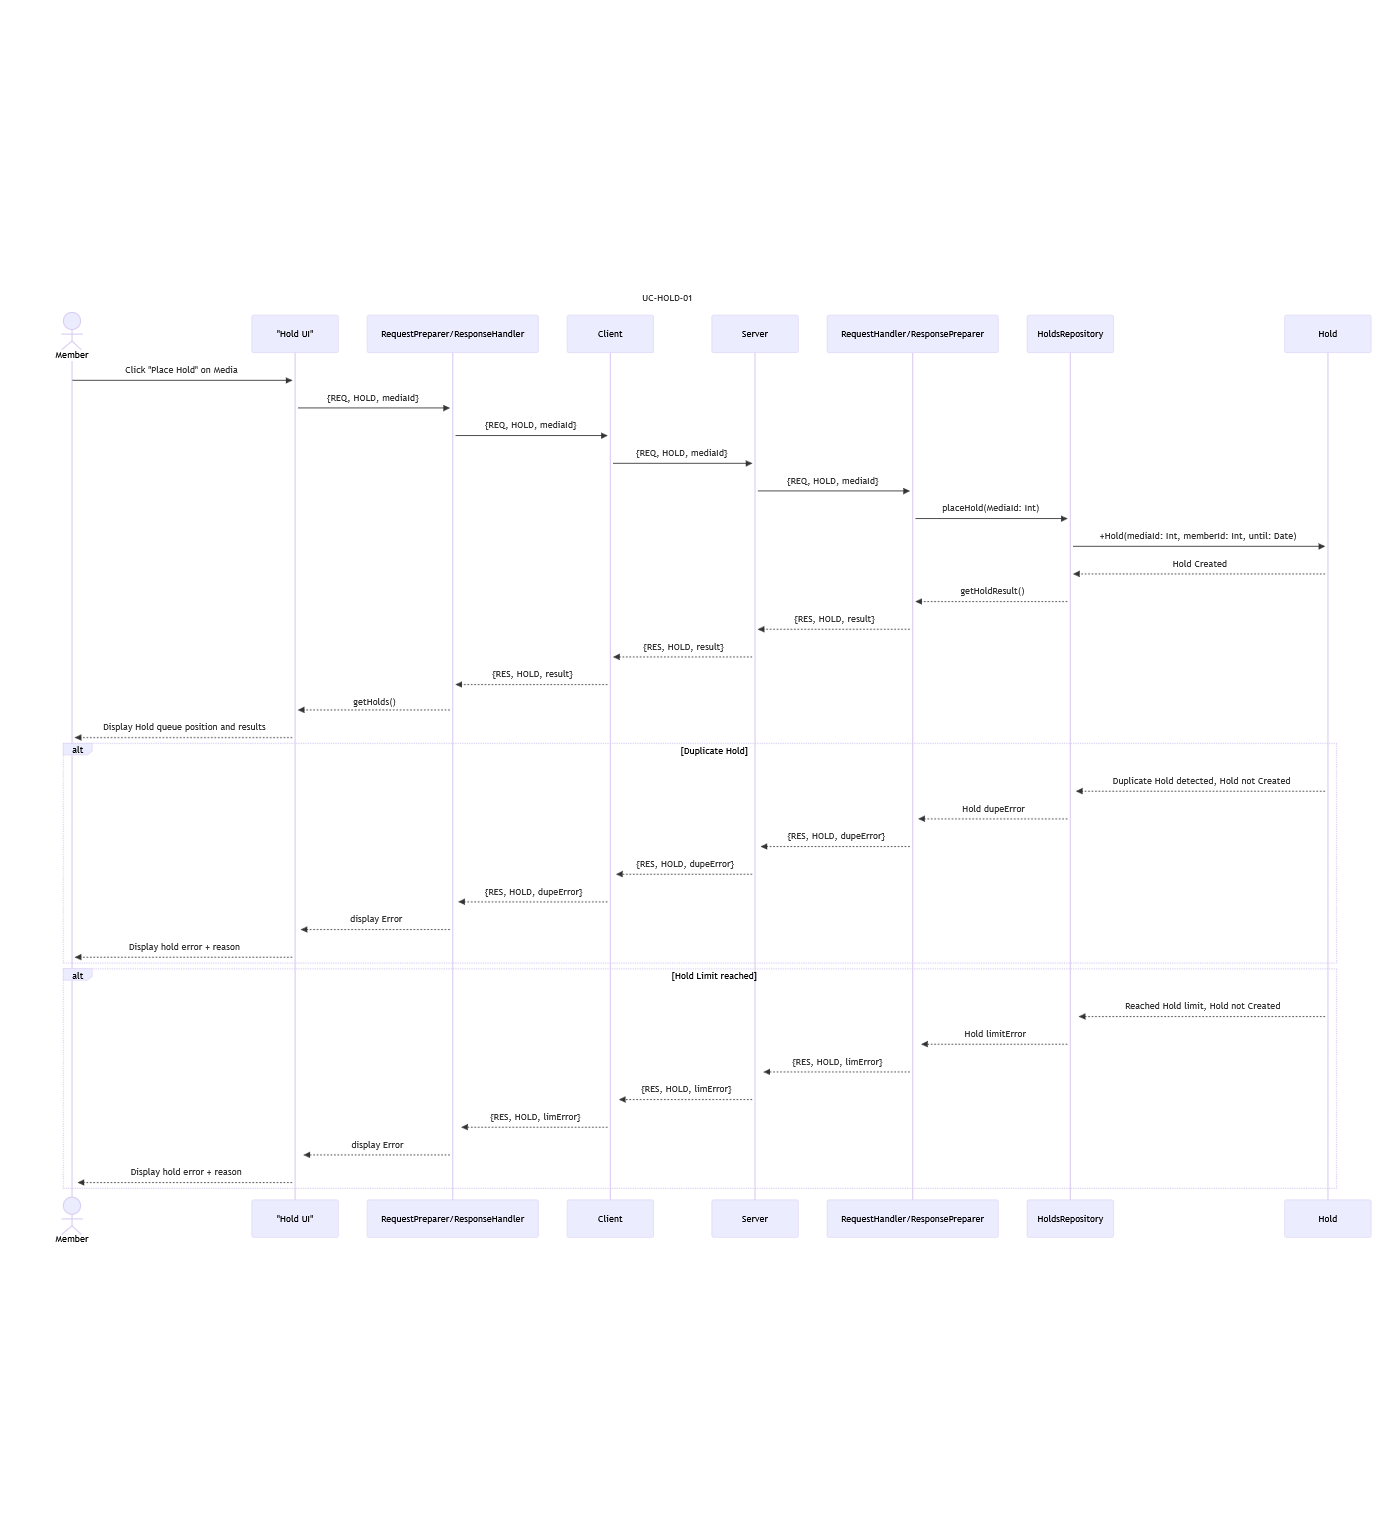 UC-HOLD-01
Member
"Hold UI"
RequestPreparer/ResponseHandler
Client
Server
RequestHandler/ResponsePreparer
HoldsRepository
Hold
Click "Place Hold" on Media
{REQ, HOLD, mediaId}
{REQ, HOLD, mediaId}
{REQ, HOLD, mediaId}
{REQ, HOLD, mediaId}
placeHold(MediaId: Int)
+Hold(mediaId: Int, memberId: Int, until: Date)
Hold Created
getHoldResult()
{RES, HOLD, result}
{RES, HOLD, result}
{RES, HOLD, result}
getHolds()
Display Hold queue position and results
alt
[Duplicate Hold]
Duplicate Hold detected, Hold not Created
Hold dupeError
{RES, HOLD, dupeError}
{RES, HOLD, dupeError}
{RES, HOLD, dupeError}
display Error
Display hold error + reason
alt
[Hold Limit reached]
Reached Hold limit, Hold not Created
Hold limitError
{RES, HOLD, limError}
{RES, HOLD, limError}
{RES, HOLD, limError}
display Error
Display hold error + reason
Member
"Hold UI"
RequestPreparer/ResponseHandler
Client
Server
RequestHandler/ResponsePreparer
HoldsRepository
Hold